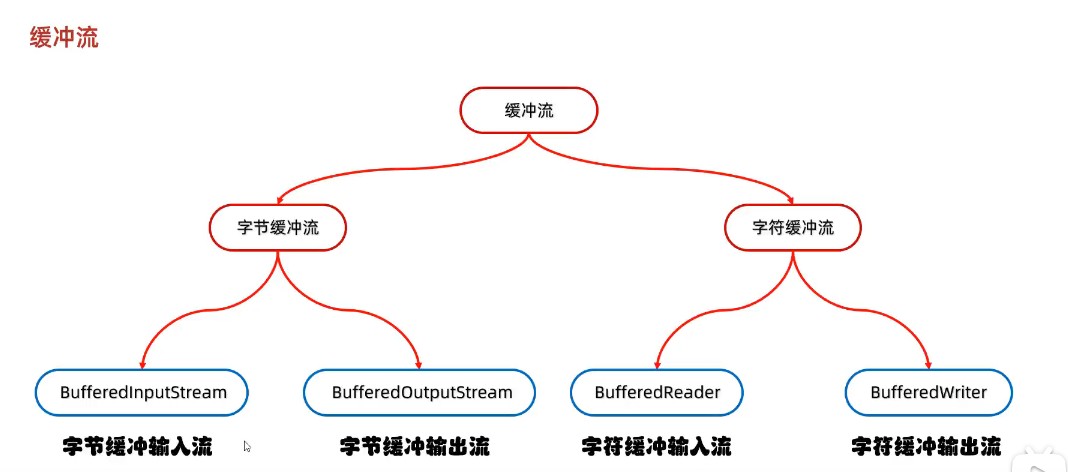 缓冲流
缓冲流
字节缓冲流
字符缓冲流
BufferedInputStream
BufferedOutputStream
BufferedReader
BufferedWriter
字节缓冲输入流
字节缓冲输出流
字符缓冲输入流
字符缓冲输出流